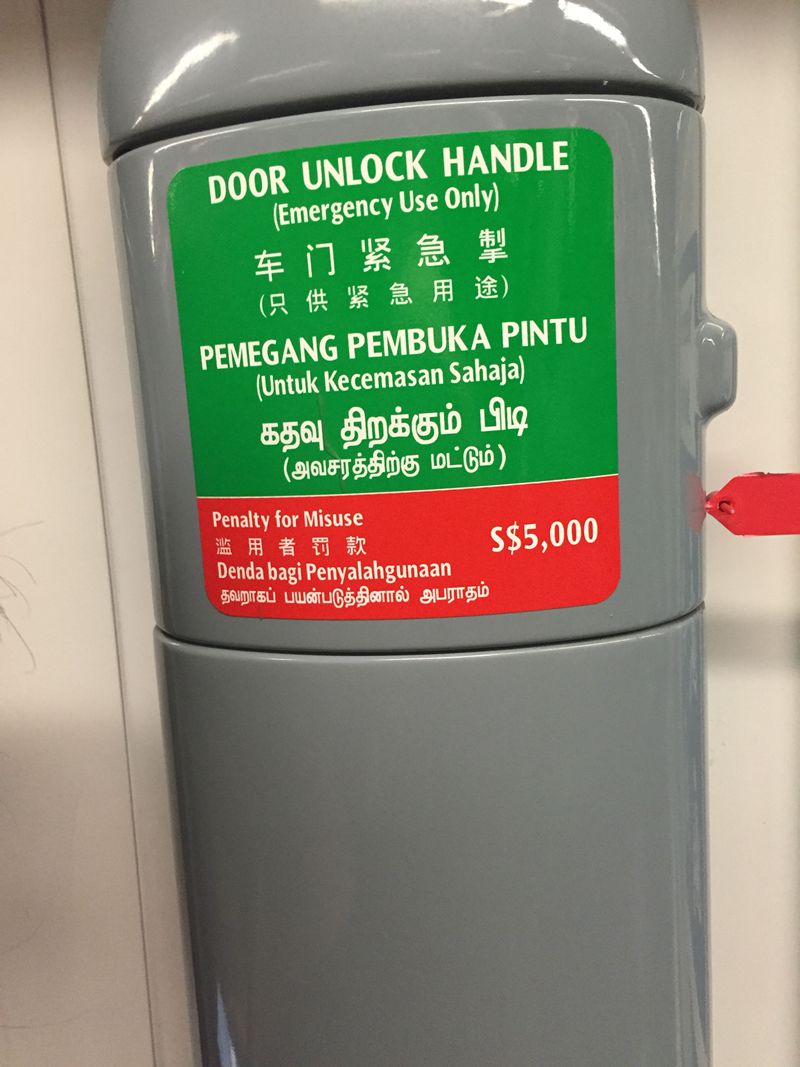 DOOR UNLOCK HANDLE
(Emergency Use Only)
车门紧急掣
(只供紧急用途)
PEMEGANG PEMBUKA PINTU
(Untuk Kecemasan Sahaja)
கதவு திறக்கும் பிடி
(அவசரத்திற்கு மட்டும்)
Penalty for Misuse
滥用者罚款
Denda bagi Penyalahgunaan
தவறாகப் பயன்படுத்தினால் அபராதம்
S$5,000